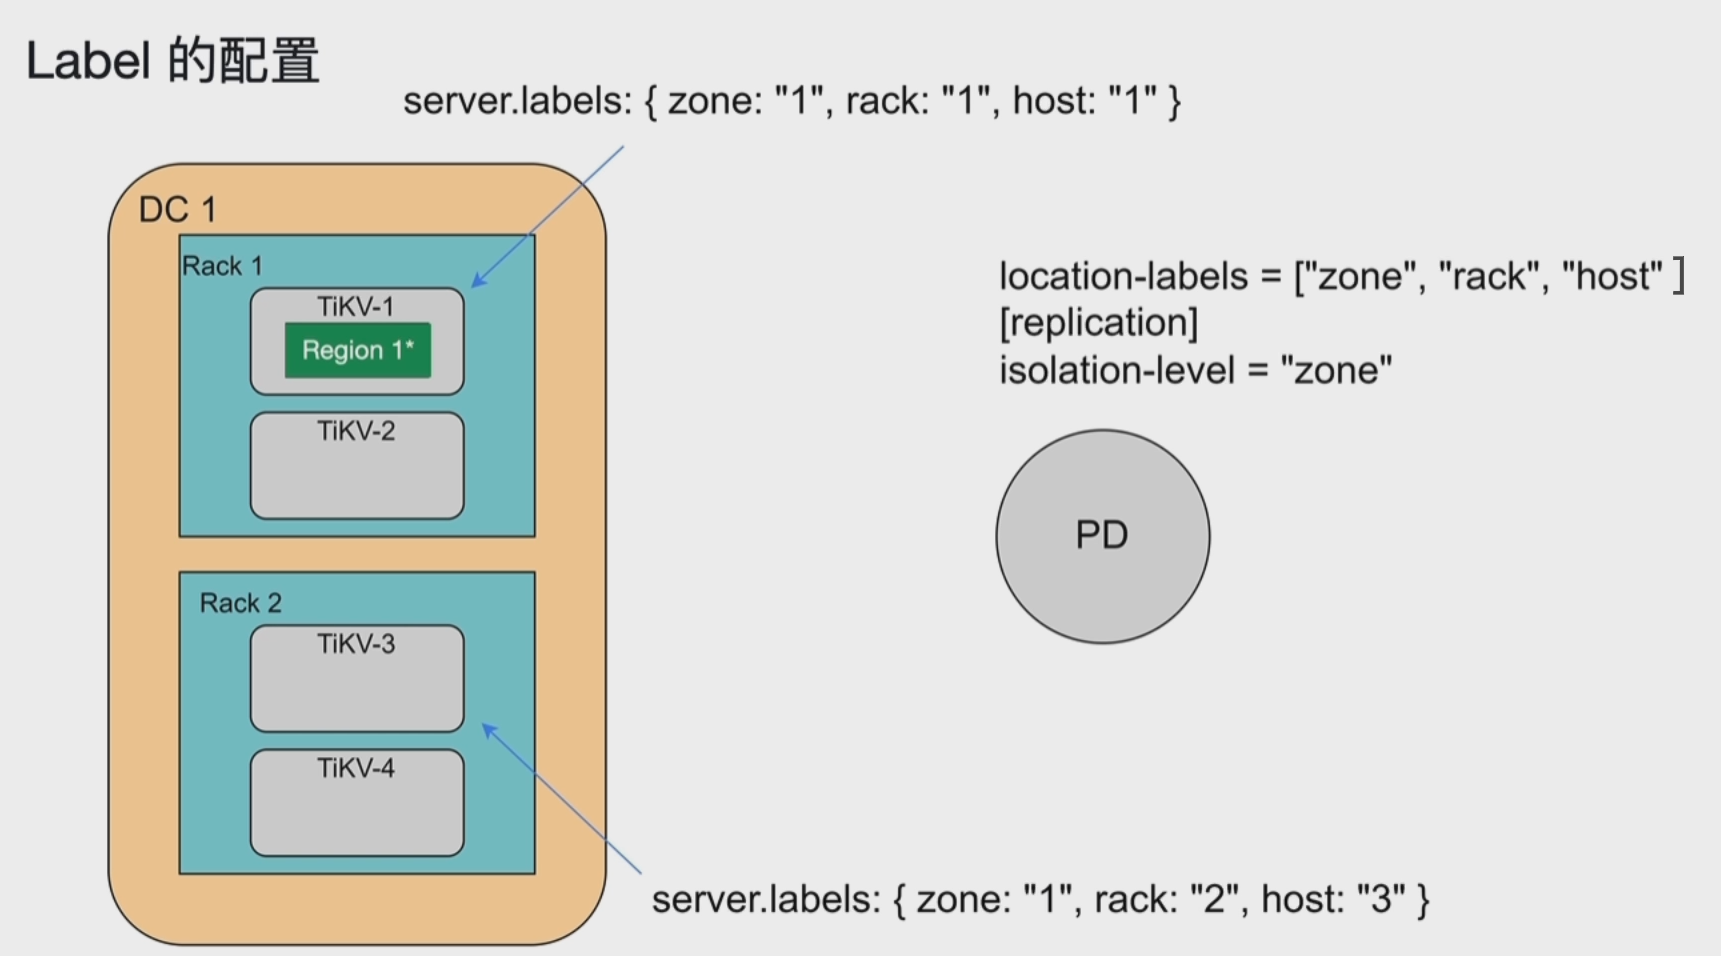 Label 的配置
server.labels: { zone: "1", rack: "1", host: "1" }
DC 1
Rack 1
TiKV-1
Region 1*
TiKV-2
Rack 2
TiKV-3
TiKV-4
location-labels = ["zone", "rack", "host" ]
[replication]
isolation-level = "zone"
PD
server.labels: { zone: "1", rack: "2", host: "3" }